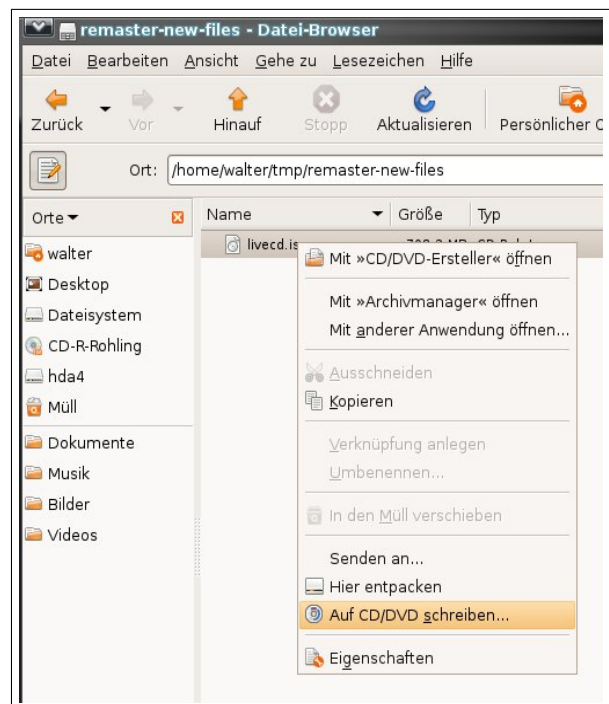 remaster-new-files - Datei-Browser
Datei Bearbeiten Ansicht Gehe zu Lesezeichen Hilfe
Zurück Vor Hinauf Stopp Aktualisieren Persönlicher
Ort: /home/walter/tmp/remaster-new-files
Orte
Name Größe Typ
livecd.is
walter
Desktop
Dateisystem
CD-R-Rohling
hda4
Müll
Dokumente
Musik
Bilder
Videos
Mit »CD/DVD-Ersteller« öffnen
Mit »Archivmanager« öffnen
Mit anderer Anwendung öffnen...
Ausschneiden
Kopieren
Verknüpfung anlegen
Umbenennen...
In den Müll verschieben
Senden an...
Hier entpacken
Auf CD/DVD schreiben...
Eigenschaften